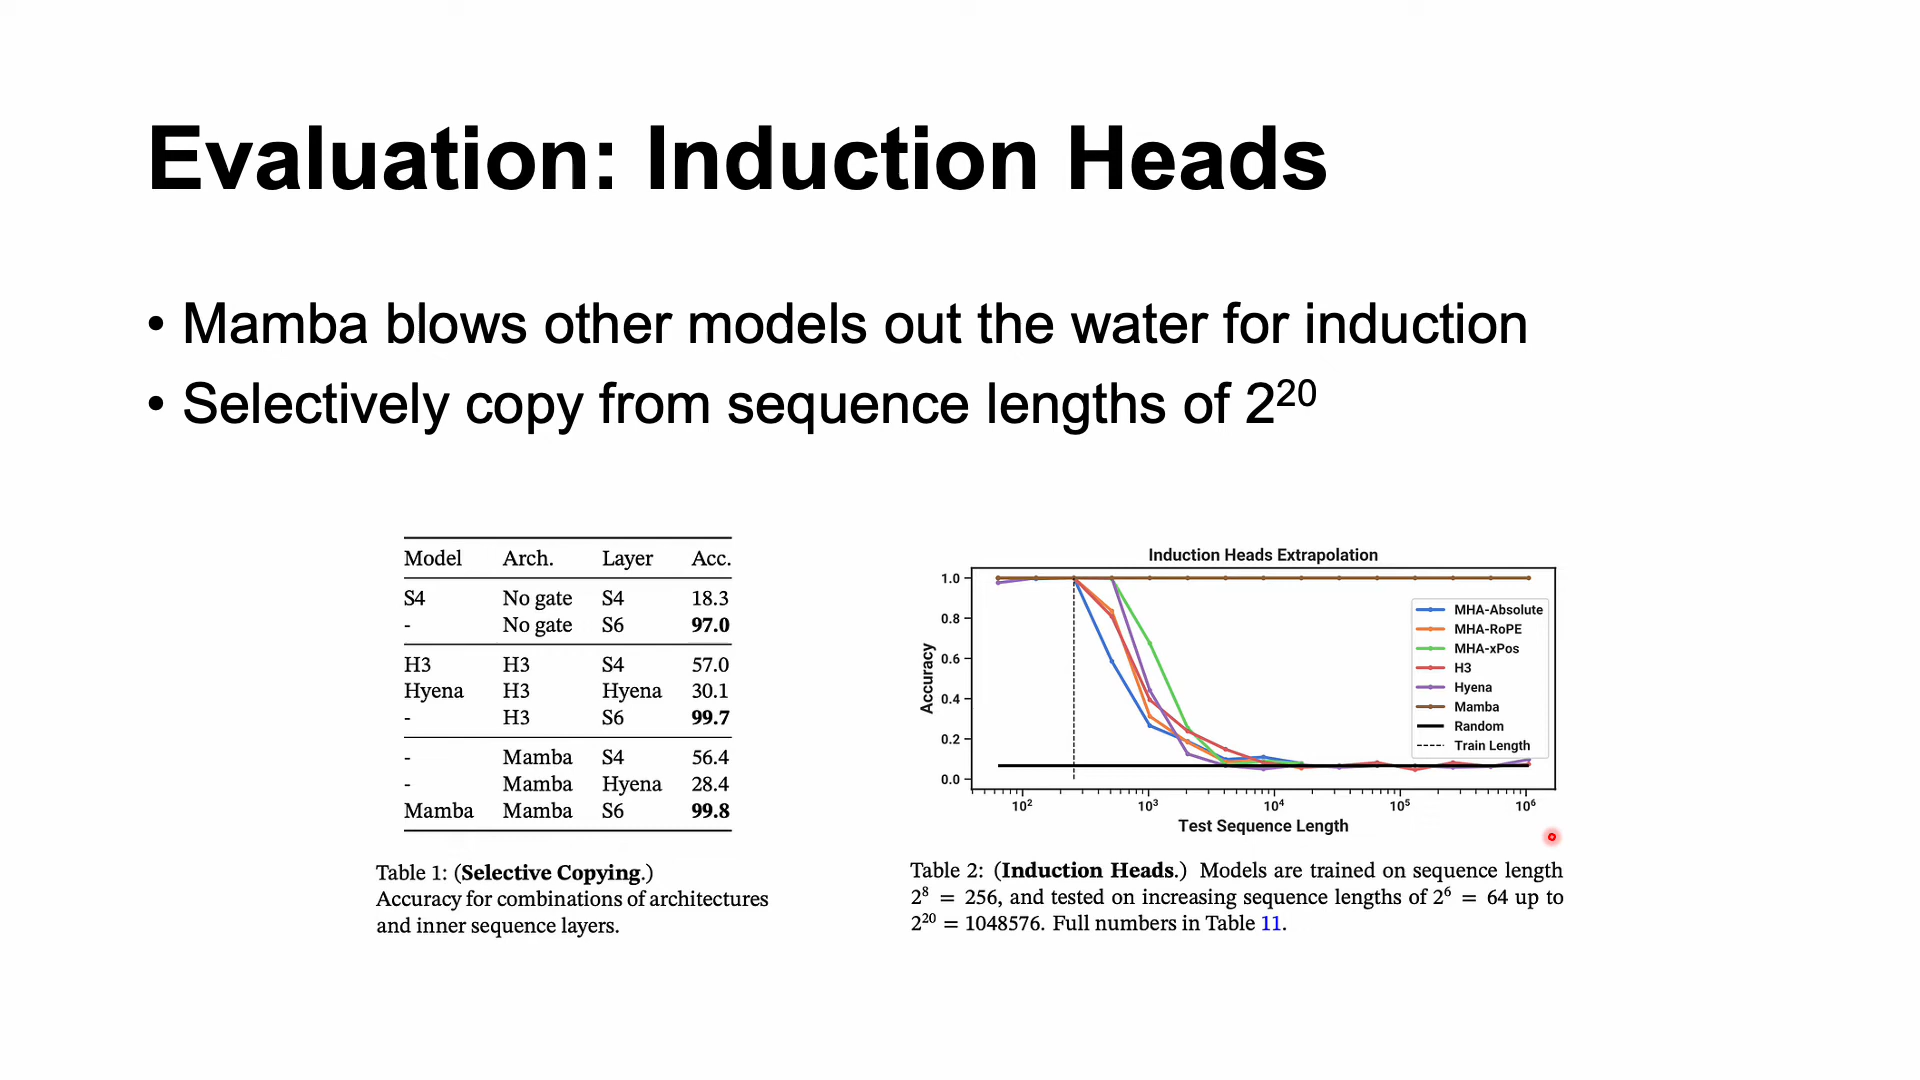 Evaluation: Induction Heads
• Mamba blows other models out the water for induction
• Selectively copy from sequence lengths of 2²⁰
Model Arch. Layer Acc.
S4 No gate S4 18.3
- No gate S6 97.0
H3 H3 S4 57.0
Hyena H3 Hyena 30.1
- H3 S6 99.7
- Mamba S4 56.4
- Mamba Hyena 28.4
Mamba Mamba S6 99.8
Table 1: (Selective Copying.)
Accuracy for combinations of architectures
and inner sequence layers.
Induction Heads Extrapolation
Accuracy
1.0
0.8
0.6
0.4
0.2
0.0
MHA-Absolute
MHA-RoPE
MHA-xPos
H3
Hyena
Mamba
Random
Train Length
10² 10³ 10⁴ 10⁵ 10⁶
Test Sequence Length
Table 2: (Induction Heads.) Models are trained on sequence length
2⁸ = 256, and tested on increasing sequence lengths of 2⁶ = 64 up to
2²⁰ = 1048576. Full numbers in Table 11.